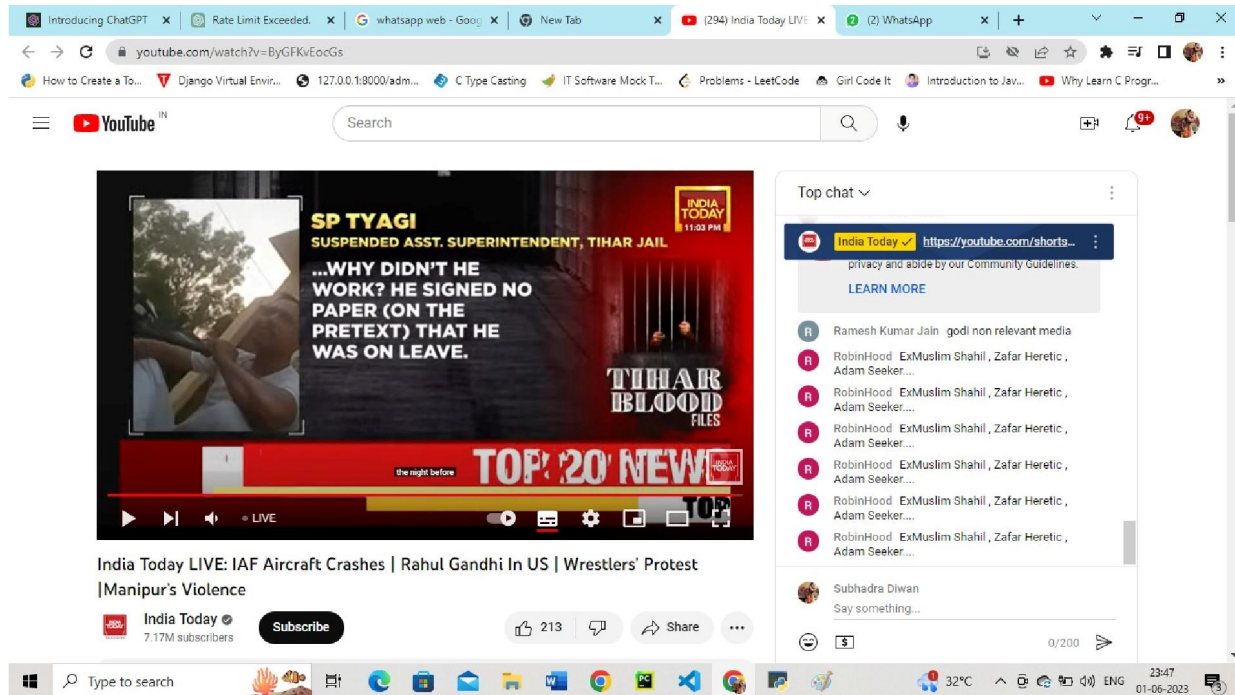 Introducing ChatGPT
Rate Limit Exceeded.
whatsapp web - Goog
New Tab
(294) India Today LIVE
(2) WhatsApp
youtube.com/watch?v=ByGFKvEocGs
How to Create a To...
Django Virtual Envir...
127.0.0.1:8000/adm...
C Type Casting
IT Software Mock T...
Problems - LeetCode
Girl Code It
Introduction to Jav...
Why Learn C Progr...
YouTube IN
Search
9+
SP TYAGI
SUSPENDED ASST. SUPERINTENDENT, TIHAR JAIL
...WHY DIDN'T HE
WORK? HE SIGNED NO
PAPER (ON THE
PRETEXT) THAT HE
WAS ON LEAVE.
INDIA
TODAY
11:03 PM
TIHAR
BLOOD
FILES
the night before
TOP 20 NEW
INDIA
TODAY
TOP
LIVE
India Today LIVE: IAF Aircraft Crashes | Rahul Gandhi In US | Wrestlers' Protest
|Manipur's Violence
India Today
7.17M subscribers
Subscribe
213
Share
Top chat
India Today https://youtube.com/shorts...
privacy and abide by our Community Guidelines.
LEARN MORE
R
Ramesh Kumar Jain godi non relevant media
R
RobinHood ExMuslim Shahil , Zafar Heretic ,
Adam Seeker....
R
RobinHood ExMuslim Shahil , Zafar Heretic ,
Adam Seeker....
R
RobinHood ExMuslim Shahil , Zafar Heretic ,
Adam Seeker....
R
RobinHood ExMuslim Shahil , Zafar Heretic ,
Adam Seeker....
R
RobinHood ExMuslim Shahil , Zafar Heretic ,
Adam Seeker....
R
RobinHood ExMuslim Shahil , Zafar Heretic ,
Adam Seeker....
Subhadra Diwan
Say something...
0/200
Type to search
32°C
ENG
23:47
01-06-2023
3